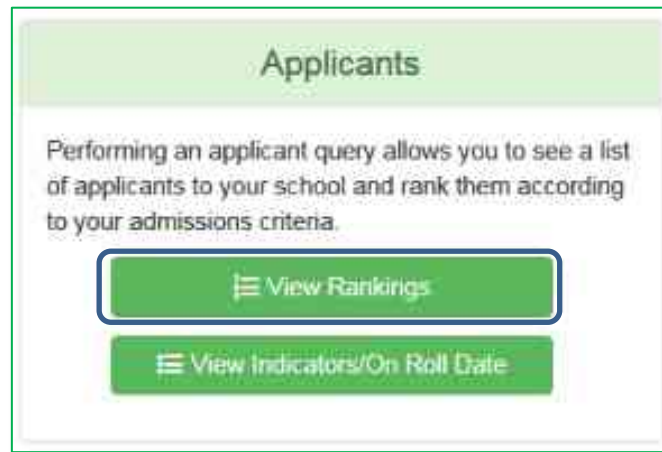 Applicants
Performing an applicant query allows you to see a list
of applicants to your school and rank them according
to your admissions criteria.
View Rankings
View Indicators/On Roll Date